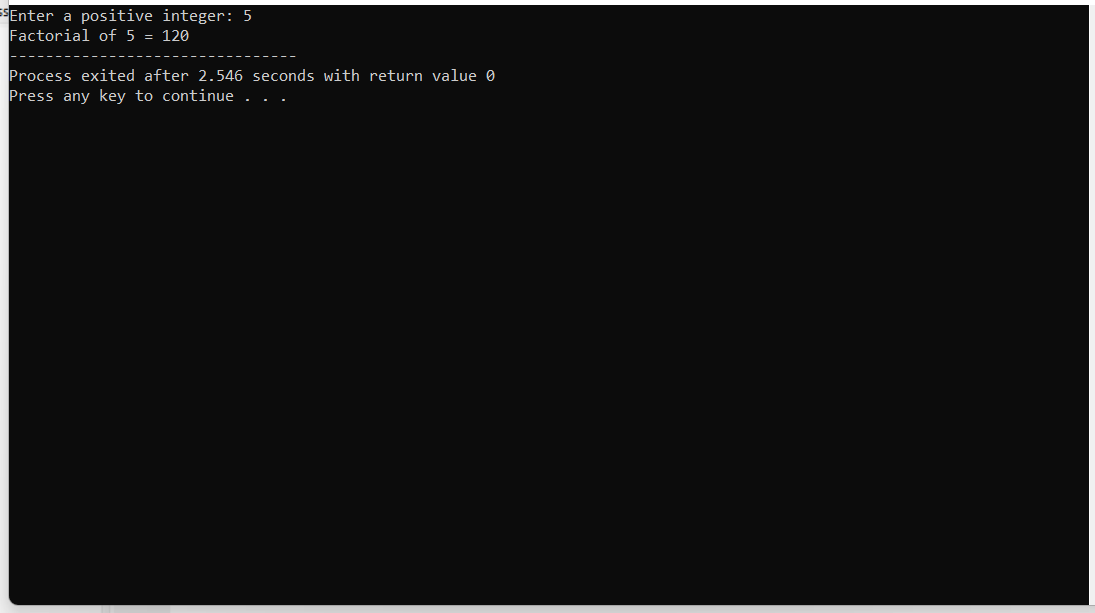 Enter a positive integer: 5
Factorial of 5 = 120
--------------------------------
Process exited after 2.546 seconds with return value 0
Press any key to continue . . .